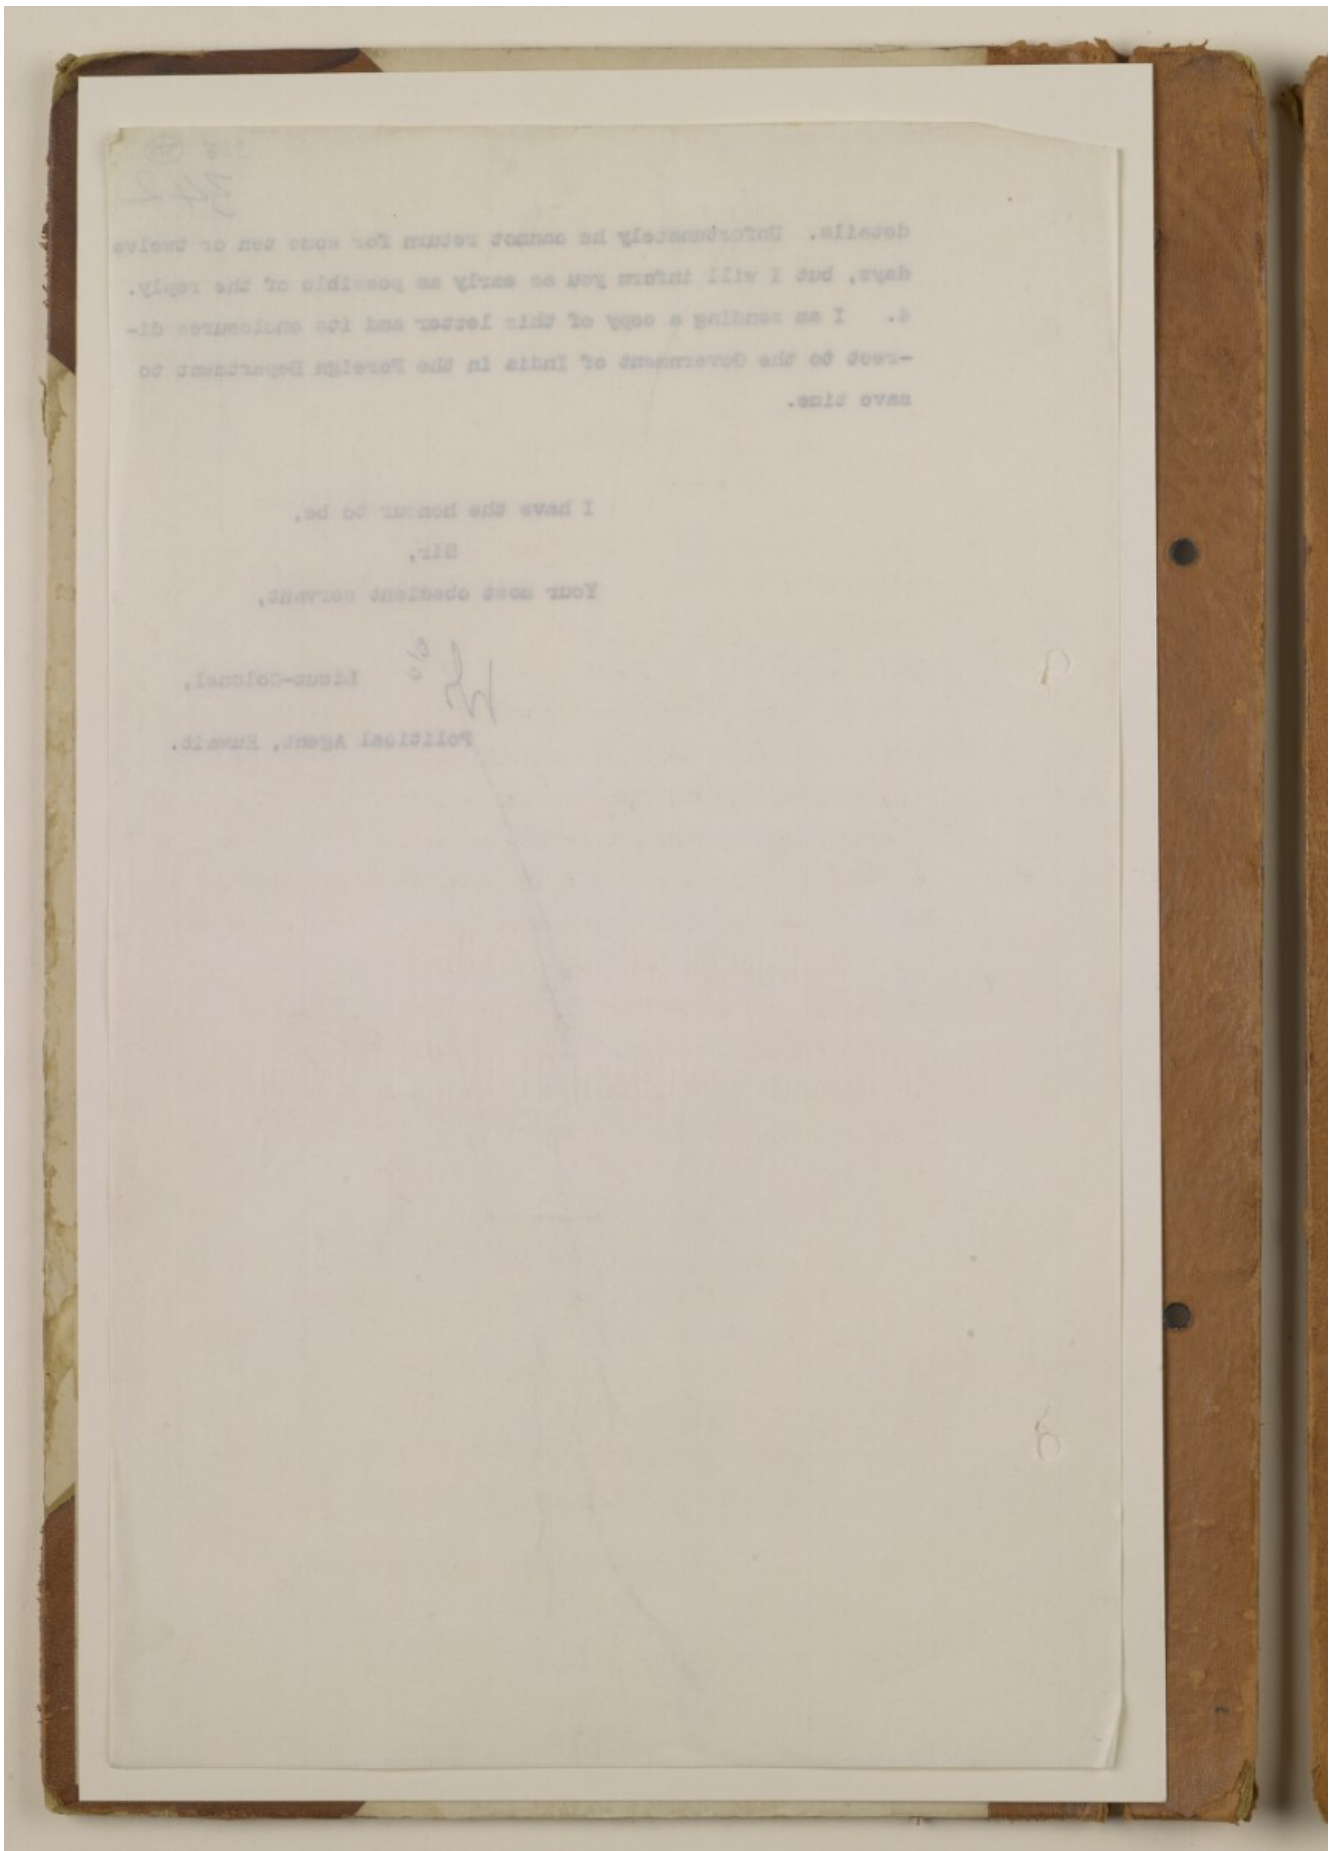 342
details. Unfortunately he cannot return for some ten or twelve
days, but I will inform you as early as possible of the reply.
4. I am sending a copy of this letter and its enclosures di-
-rect to the Government of India in the Foreign Department to
save time.
I have the honour to be,
Sir,
Your most obedient servant,
Lieut-Colonel,
Political Agent, Kuwait.